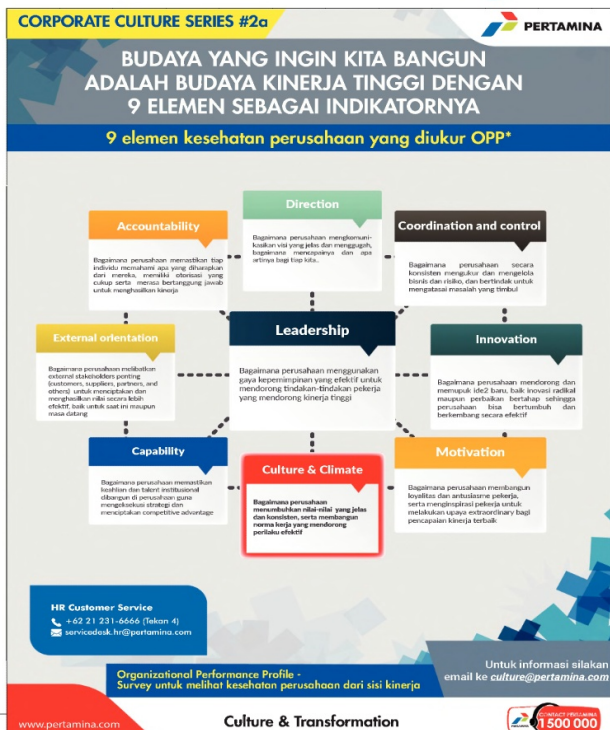 CORPORATE CULTURE SERIES #2a
PERTAMINA
BUDAYA YANG INGIN KITA BANGUN
ADALAH BUDAYA KINERJA TINGGI DENGAN
9 ELEMEN SEBAGAI INDIKATORNYA
9 elemen kesehatan perusahaan yang diukur OPP*
Direction
Bagaimana perusahaan mengkomuni-
kasikan visi yang jelas dan menggugah,
bagaimana mencapainya dan apa
artinya bagi tiap kita..
Accountability
Bagaimana perusahaan memastikan tiap
individu memahami apa yang diharapkan
dari mereka, memiliki otorisasi yang
cukup serta merasa bertanggung jawab
untuk menghasilkan kinerja
Coordination and control
Bagaimana perusahaan secara
konsisten mengukur dan mengelola
bisnis dan risiko, dan bertindak untuk
mengatasai masalah yang timbul
External orientation
Bagaimana perusahaan melibatkan
external stakeholders penting
(customers, suppliers, partners, and
others) untuk menciptakan dan
menghasilkan nilai secara lebih
efektif, baik untuk saat ini maupun
masa datang
Leadership
Bagaimana perusahaan menggunakan
gaya kepemimpinan yang efektif untuk
mendorong tindakan-tindakan pekerja
yang mendorong kinerja tinggi
Innovation
Bagaimana perusahaan mendorong dan
memupuk ide2 baru, baik inovasi radikal
maupun perbaikan bertahap sehingga
perusahaan bisa bertumbuh dan
berkembang secara efektif
Capability
Bagaimana perusahaan memastikan
keahlian dan talent institusional
dibangun di perusahaan guna
mengeksekusi strategi dan
menciptakan competitive advantage
Culture & Climate
Bagaimana perusahaan
menumbuhkan nilai-nilai yang jelas
dan konsisten, serta membangun
norma kerja yang mendorong
perilaku efektif
Motivation
Bagaimana perusahaan membangun
loyalitas dan antusiasme pekerja,
serta menginspirasi pekerja untuk
melakukan upaya extraordinary bagi
pencapaian kinerja terbaik
HR Customer Service
+62 21 231-6666 (Tekan 4)
servicedesk.hr@pertamina.com
Organizational Performance Profile -
Survey untuk melihat kesehatan perusahaan dari sisi kinerja
Untuk informasi silakan
email ke culture@pertamina.com
www.pertamina.com
Culture & Transformation
CONTACT PERTAMINA
1 500 000